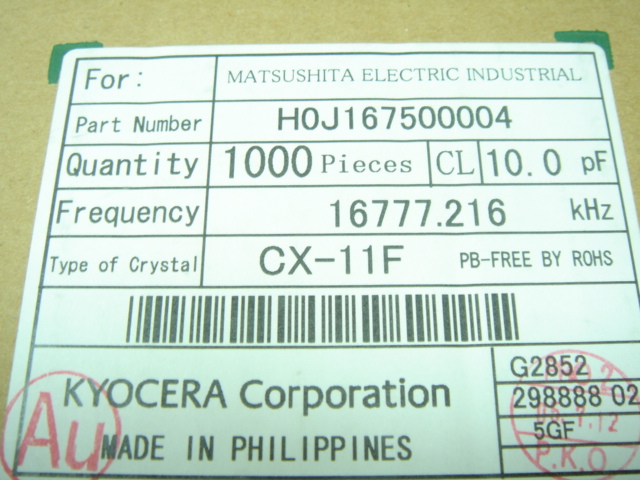 For: MATSUSHITA ELECTRIC INDUSTRIAL
Part Number H0J167500004
Quantity 1000 Pieces CL 10.0 pF
Frequency 16777.216 kHz
Type of Crystal CX-11F PB-FREE BY ROHS
G2852
KYOCERA Corporation 298888 02
5GF
Au MADE IN PHILIPPINES
P.K.O